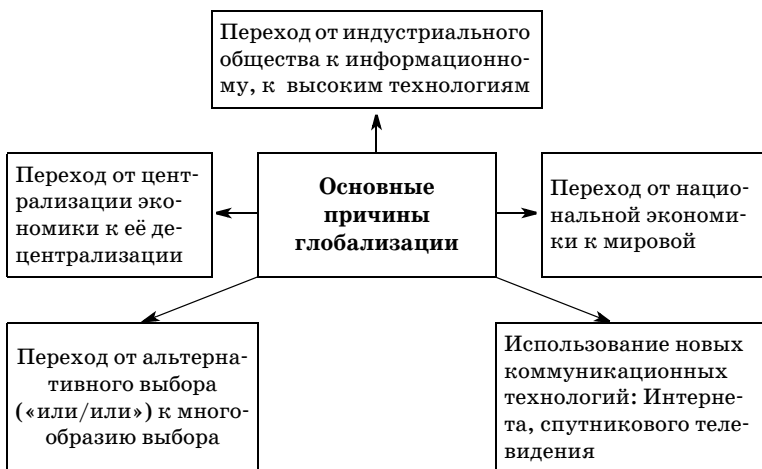 Переход от индустриального
общества к информационно-
му, к высоким технологиям
Переход от цент-
рализации эко-
номики к её де-
централизации
Основные
причины
глобализации
Переход от нацио-
нальной экономи-
ки к мировой
Переход от альтерна-
тивного выбора
(«или/или») к много-
образию выбора
Использование новых
коммуникационных
технологий: Интерне-
та, спутникового теле-
видения